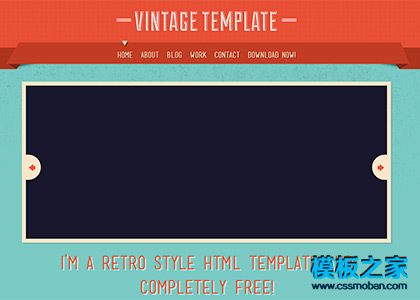 VINTAGE TEMPLATE
HOME ABOUT BLOG WORK CONTACT DOWNLOAD NOW!
I'M A RETRO STYLE HTML TEMPLATE
COMPLETELY FREE!
模板之家
www.cssmoban.com